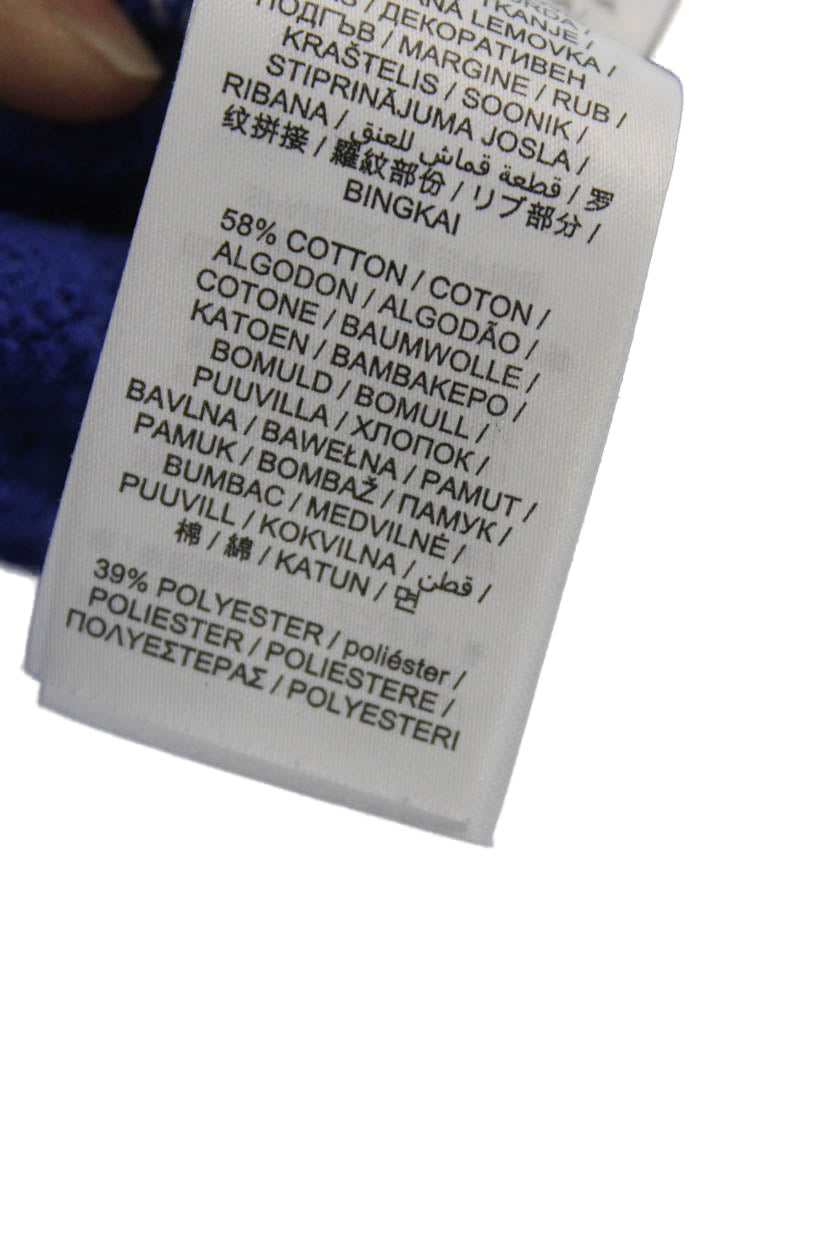 TKANJE /
LEMOVKA /
/ ДЕКОРАТИВЕН
ПОДГЪВ / MARGINE / RUB /
KRAŠTELIS / SOONIK /
STIPRINĀJUMA JOSLA /
RIBANA / قطعة قماش للعنق / 罗
纹拼接 / 羅紋部份 / リブ部分 /
BINGKAI
58% COTTON / COTON /
ALGODON / ALGODÃO /
COTONE / BAUMWOLLE /
KATOEN / ΒΑΜΒΑΚΕΡΟ /
BOMULD / BOMULL /
PUUVILLA / ХЛОПОК /
BAVLNA / BAWEŁNA / PAMUT /
PAMUK / BOMBAŽ / ПАМУК /
BUMBAC / MEDVILNĖ /
PUUVILL / KOKVILNA / قطن /
棉 / 綿 / KATUN / 면
39% POLYESTER / poliéster /
POLIESTER / POLIESTERE /
ΠΟΛΥΕΣΤΕΡΑΣ / POLYESTERI